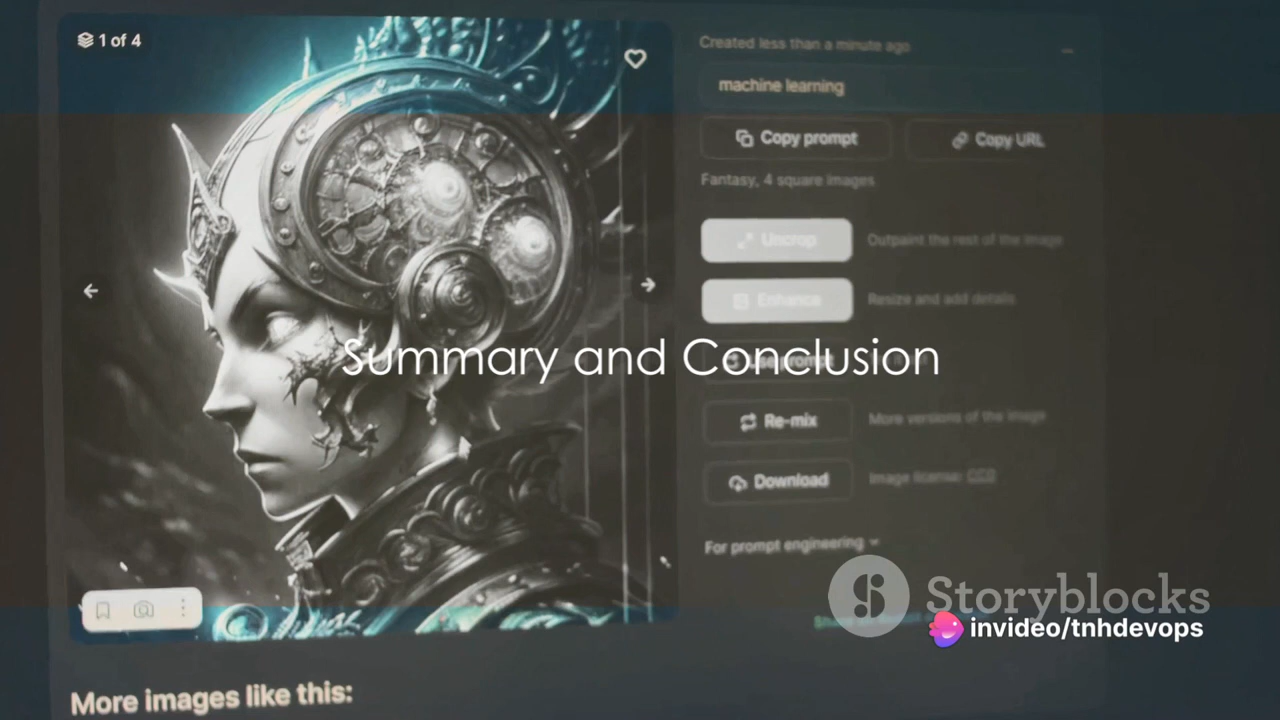 1 of 4
Created less than a minute ago
machine learning
Copy prompt
Copy URL
Fantasy, 4 square images
Uncrop
Outpaint the rest of the image
Enhance
Resize and add details
Summary and Conclusion
Re-mix
More versions of the image
Download
Image license: CC0
For prompt engineering
Storyblocks
invideo/tnhdevops
More images like this: